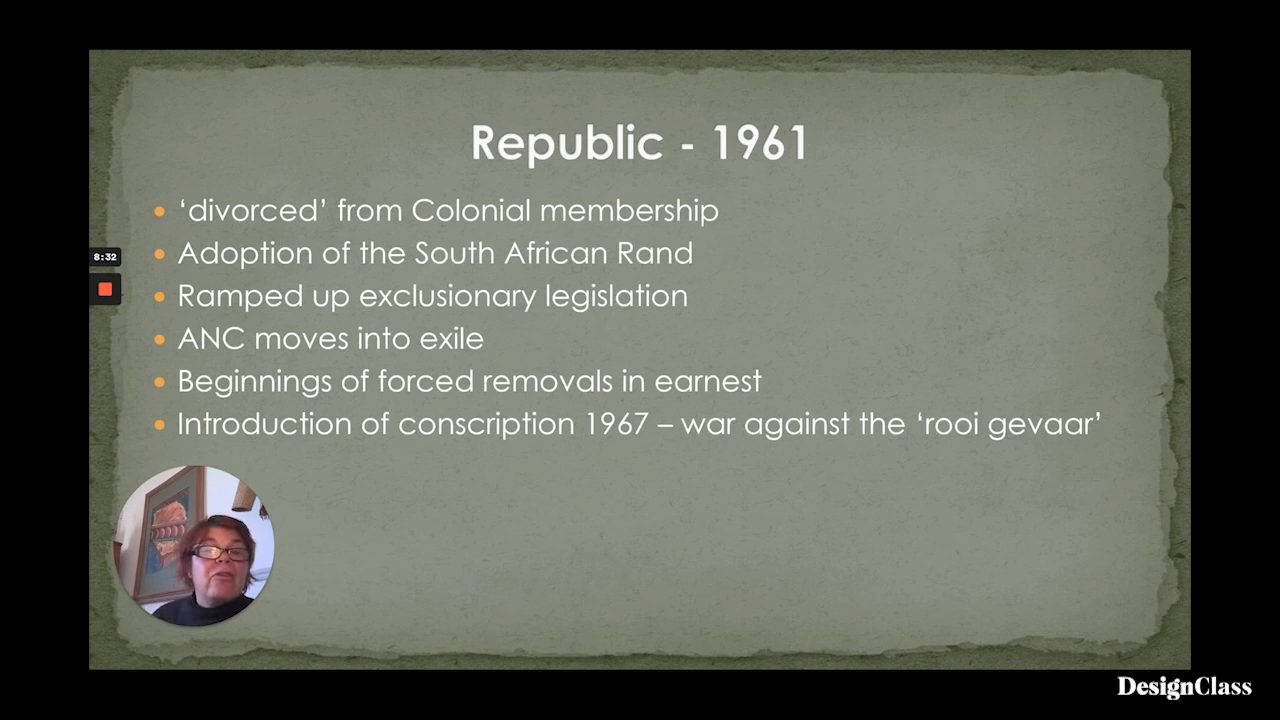 Republic - 1961
• ‘divorced’ from Colonial membership
• Adoption of the South African Rand
8:32
• Ramped up exclusionary legislation
• ANC moves into exile
• Beginnings of forced removals in earnest
• Introduction of conscription 1967 – war against the ‘rooi gevaar’
DesignClass